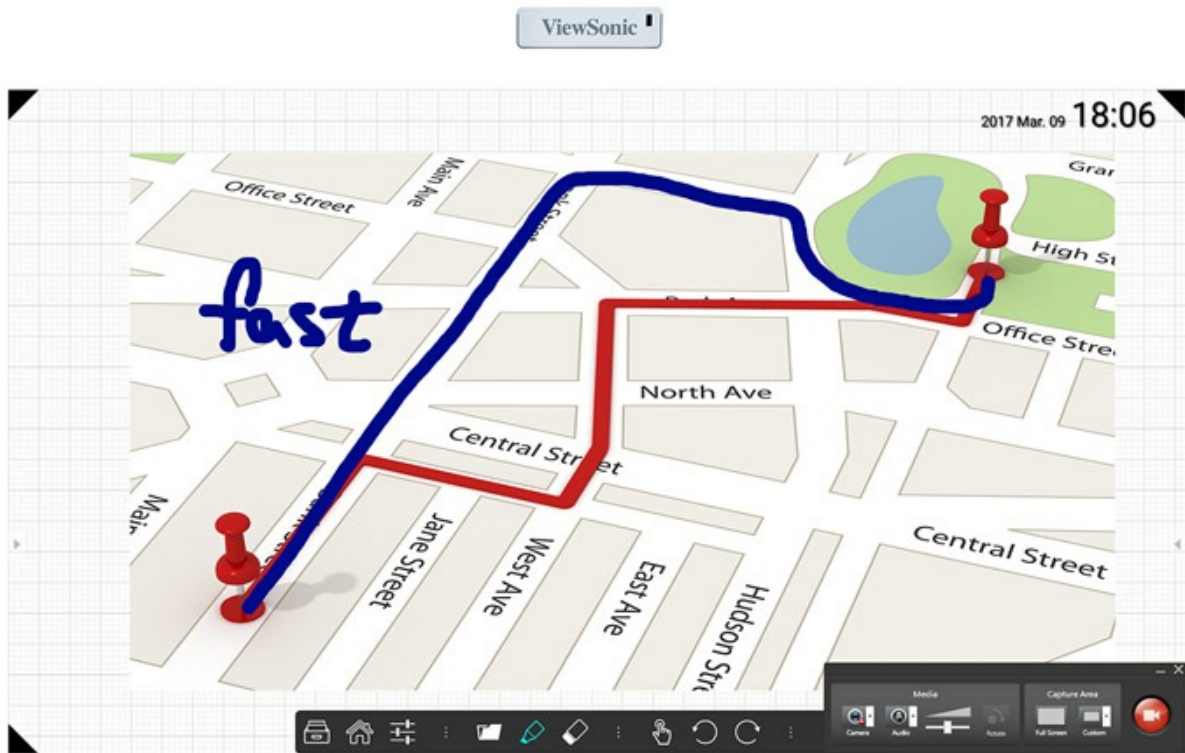 ViewSonic
2017 Mar. 09 18:06
Main Ave
Office Street
Gran
High St
fast
Office Stree
North Ave
Central Street
Main
Jane Street
West Ave
East Ave
Hudson Stre
Central Street
Media
Capture Area
Camera
Audio
Rotate
Full Screen
Custom